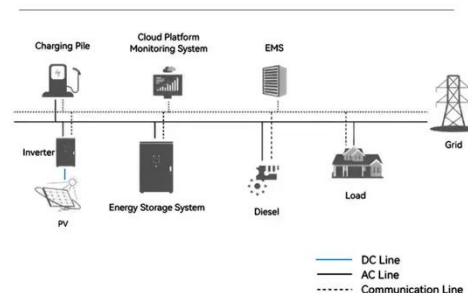 Cloud Platform
Monitoring System
Charging Pile
EMS
Grid
Inverter
PV
Energy Storage System
Diesel
Load
DC Line
AC Line
Communication Line